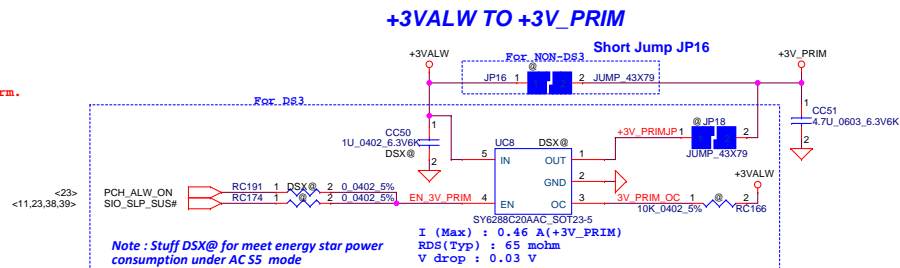 +3VALW TO +3V_PRIM
Short Jump JP16
+3VALW
For NON-DS3
+3V_PRIM
@
JP16 1 1 2 2 JUMP_43X79
rm.
For DS3
CC51
4.7U_0603_6.3V6K
1
2
CC50
1U_0402_6.3V6K
DSX@
1
2
UC8 DSX@
+3V_PRIMJP 1 @ JP18 2
JUMP_43X79
5 IN OUT 1
GND 2
4 EN OC 3
SY6288C20AAC_SOT23-5
+3VALW
<23> PCH_ALW_ON RC191 1 DSX@ 2 0_0402_5%
<11,23,38,39> SIO_SLP_SUS# RC174 1 @ 2 0_0402_5%
EN_3V_PRIM
3V_PRIM_OC 1 @ 2
10K_0402_5% RC166
I (Max) : 0.46 A(+3V_PRIM)
RDS(Typ) : 65 mohm
V drop : 0.03 V
Note : Stuff DSX@ for meet energy star power
consumption under AC S5 mode